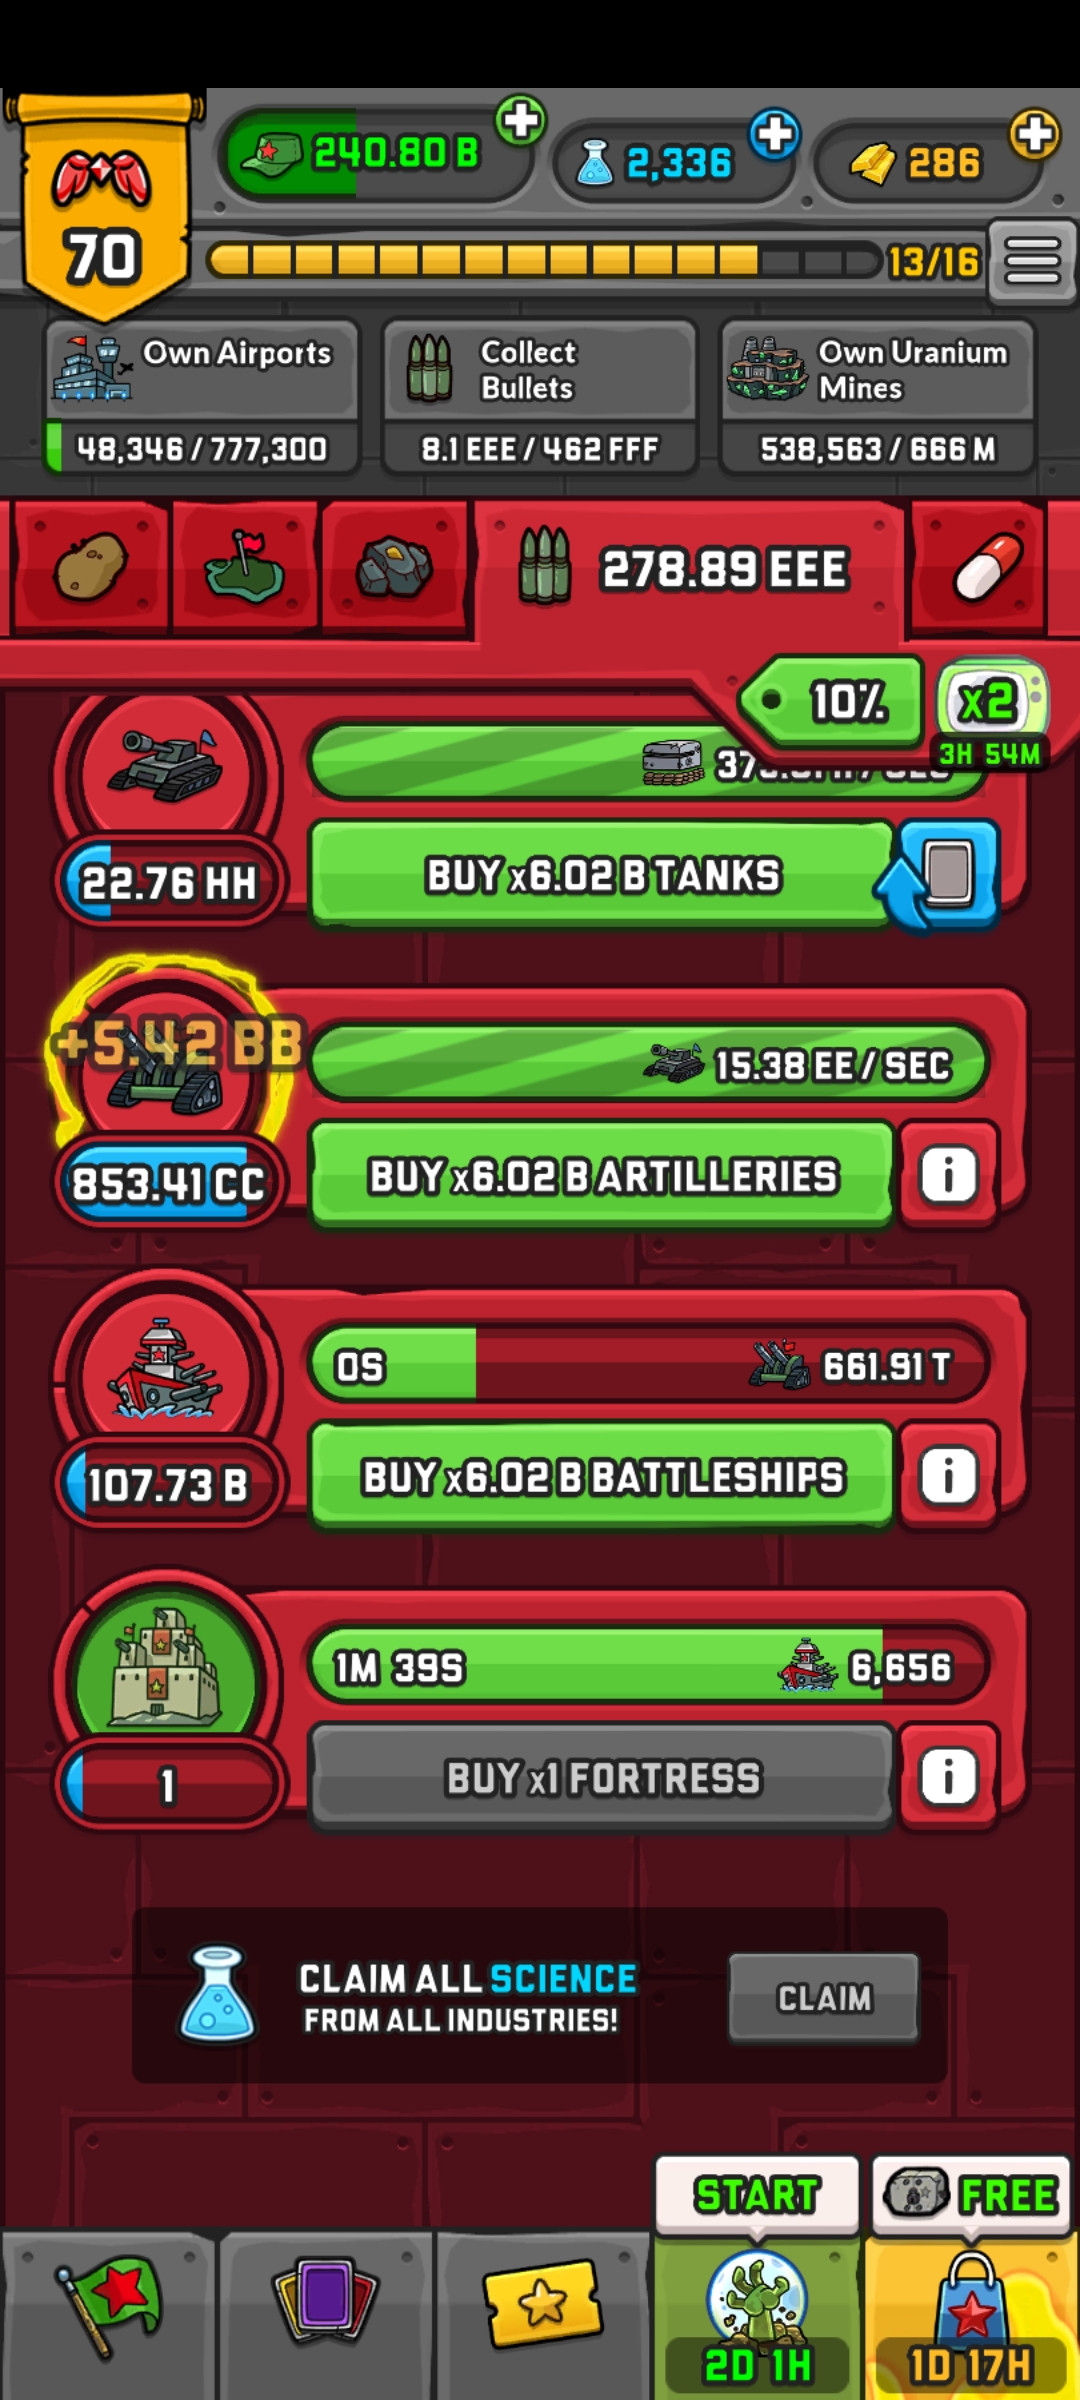 240.80 B
2,336
286
70
13/16
Own Airports
48,346 / 777,300
Collect
Bullets
8.1 EEE / 462 FFF
Own Uranium
Mines
538,563 / 666 M
278.89 EEE
10%
x2
3H 54M
22.76 HH
BUY x6.02 B TANKS
+5.42 BB
15.38 EE / SEC
853.41 CC
BUY x6.02 B ARTILLERIES
i
0S
661.91 T
107.73 B
BUY x6.02 B BATTLESHIPS
i
1M 39S
6,656
1
BUY x1 FORTRESS
i
CLAIM ALL SCIENCE
FROM ALL INDUSTRIES!
CLAIM
START
FREE
2D 1H
1D 17H